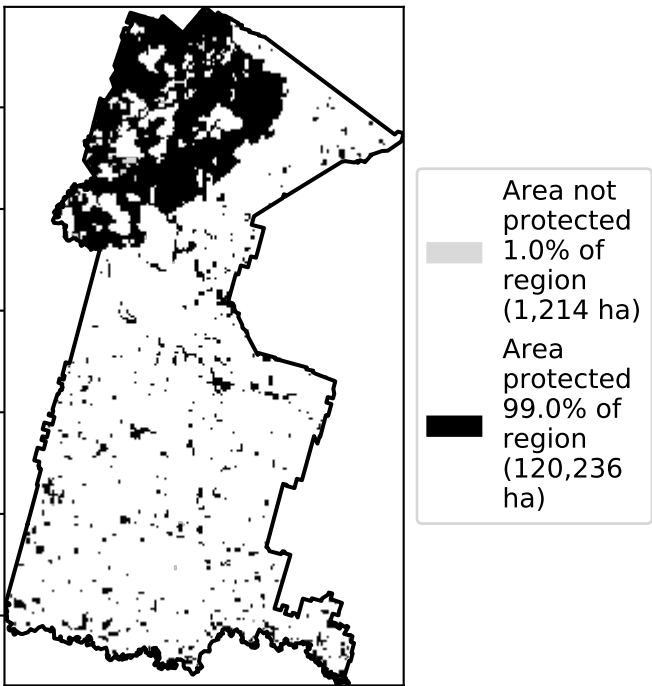 Area not
protected
1.0% of
region
(1,214 ha)
Area
protected
99.0% of
region
(120,236
ha)